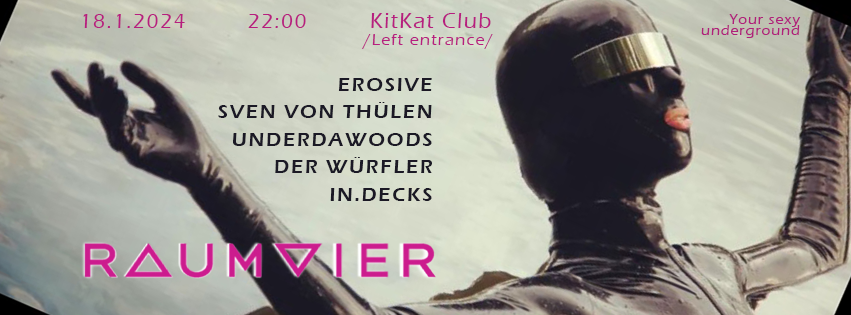 18.1.2024 22:00 KitKat Club
/Left entrance/
Your sexy
underground
EROSIVE
SVEN VON THÜLEN
UNDERDAWOODS
DER WÜRFLER
IN.DECKS
RAUMVIER